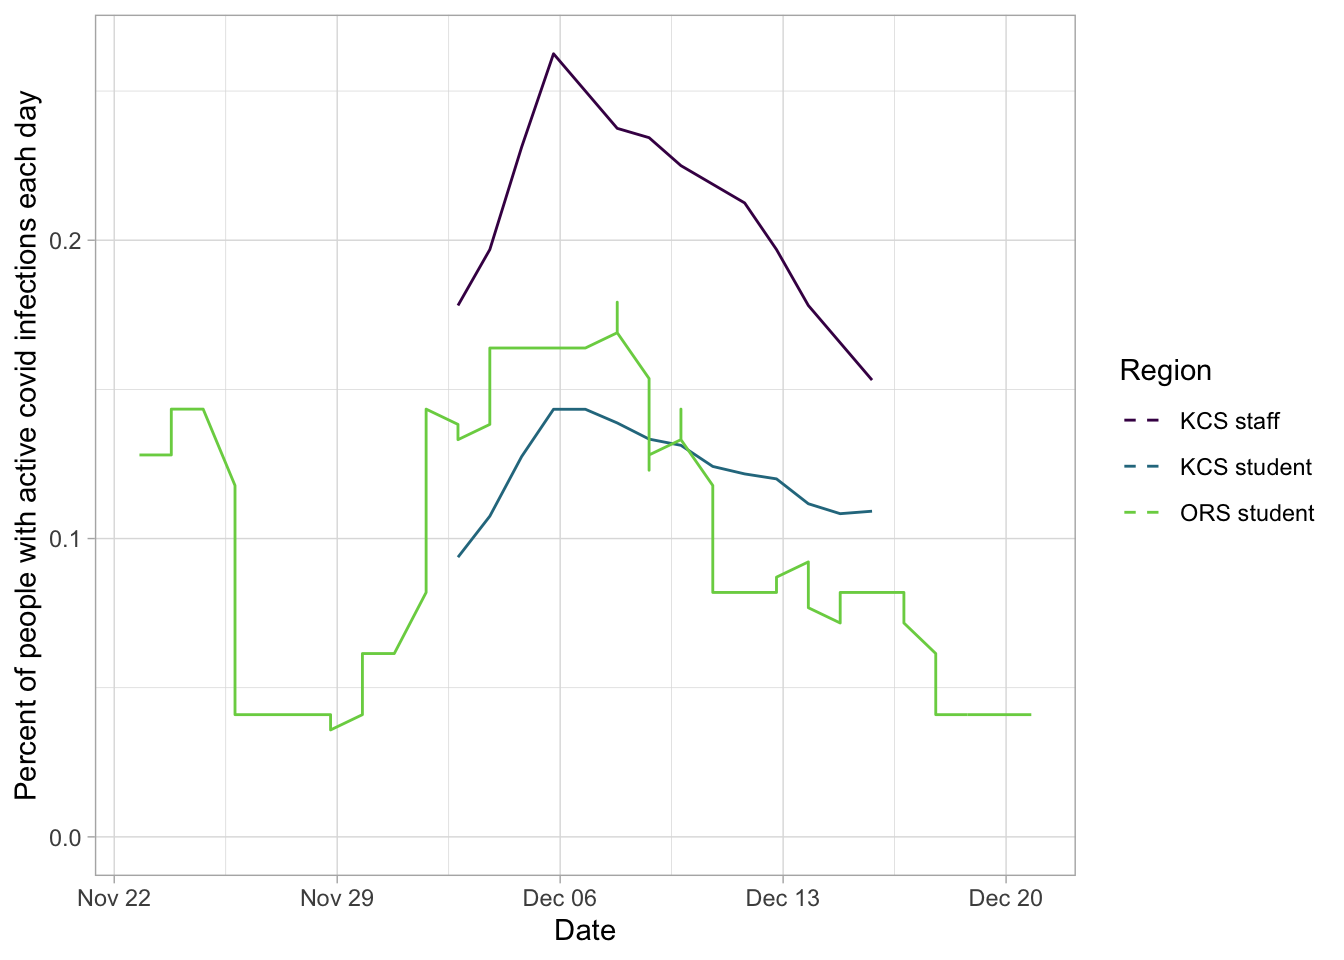 Percent of people with active covid infections each day
0.2
0.1
0.0
Nov 22
Nov 29
Dec 06
Dec 13
Dec 20
Date
Region
KCS staff
KCS student
ORS student